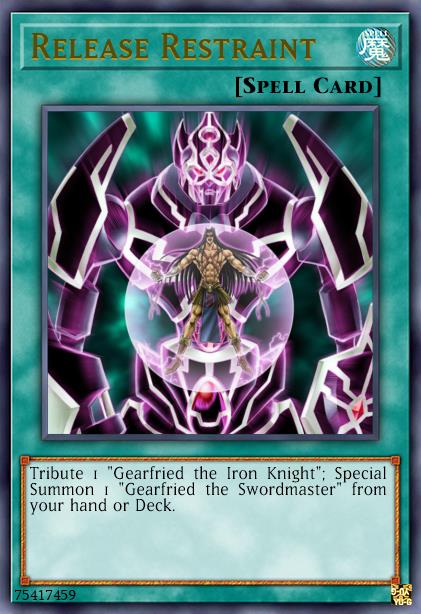 Release Restraint
魔
[Spell Card]
Tribute 1 "Gearfried the Iron Knight"; Special
Summon 1 "Gearfried the Swordmaster" from
your hand or Deck.
75417459